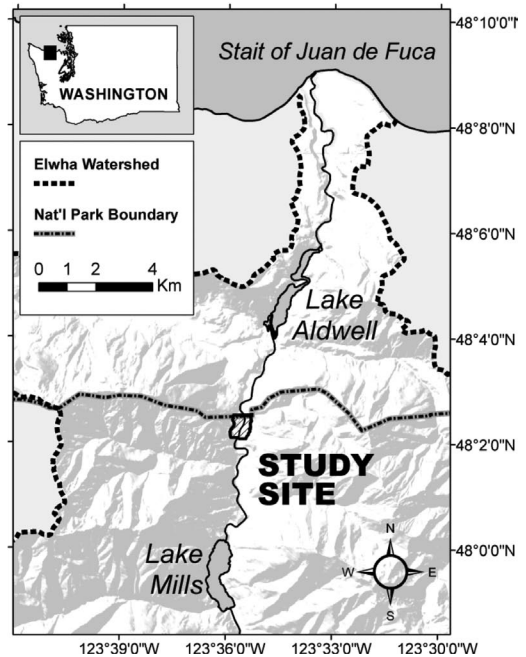 Stait of Juan de Fuca
WASHINGTON
Elwha Watershed
Nat'l Park Boundary
0 1 2 4
Km
Lake
Aldwell
STUDY
SITE
Lake
Mills
N
W E
S
48°10'0"N
48°8'0"N
48°6'0"N
48°4'0"N
48°2'0"N
48°0'0"N
123°39'0"W 123°36'0"W 123°33'0"W 123°30'0"W